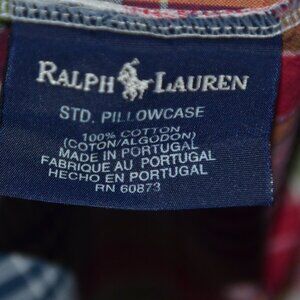 RALPH LAUREN
STD. PILLOWCASE
100% COTTON
(COTON/ALGODON)
MADE IN PORTUGAL
FABRIQUE AU PORTUGAL
HECHO EN PORTUGAL
RN 60873